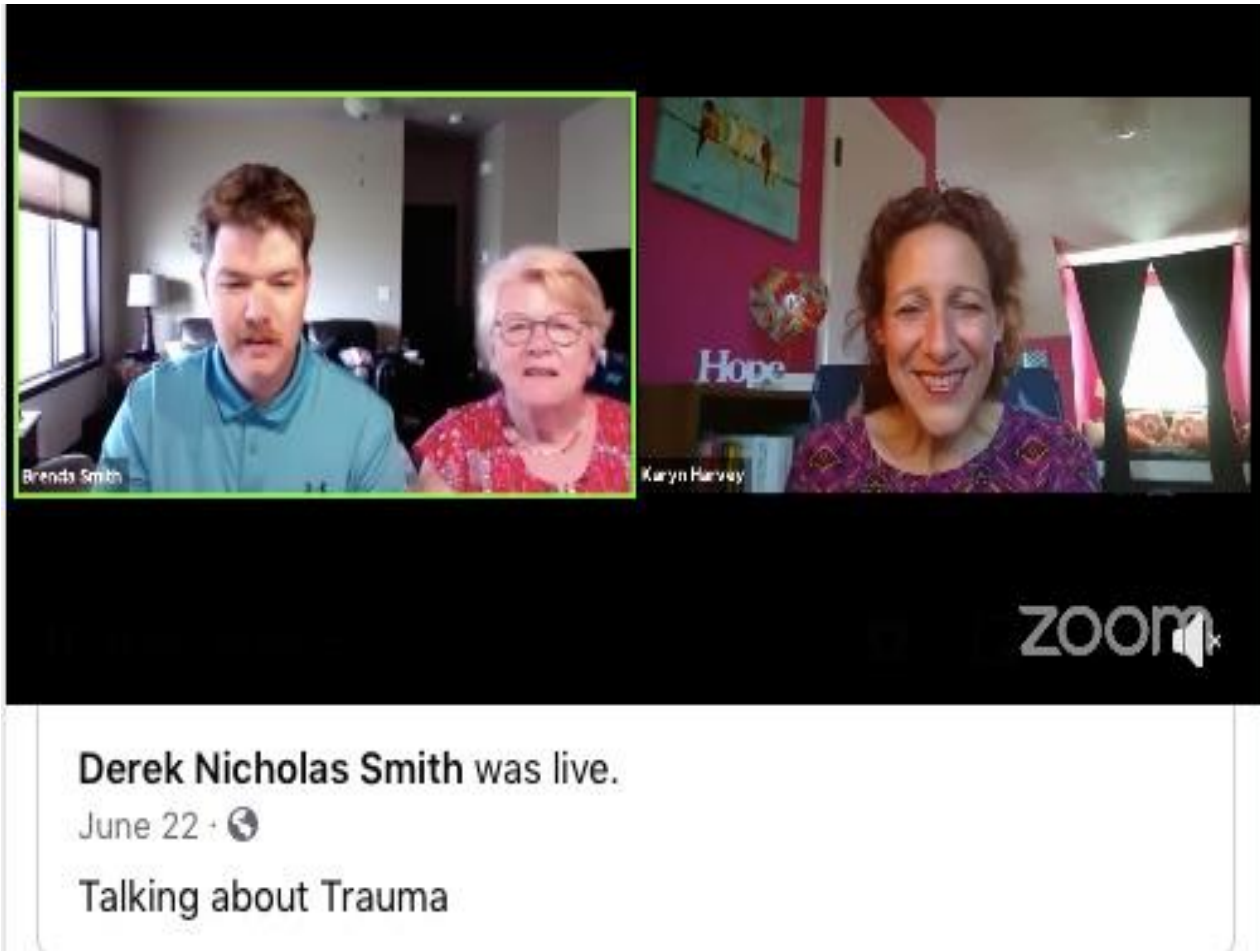 Hope
Brenda Smith
Karyn Harvey
zoom
Derek Nicholas Smith was live.
June 22 ·
Talking about Trauma